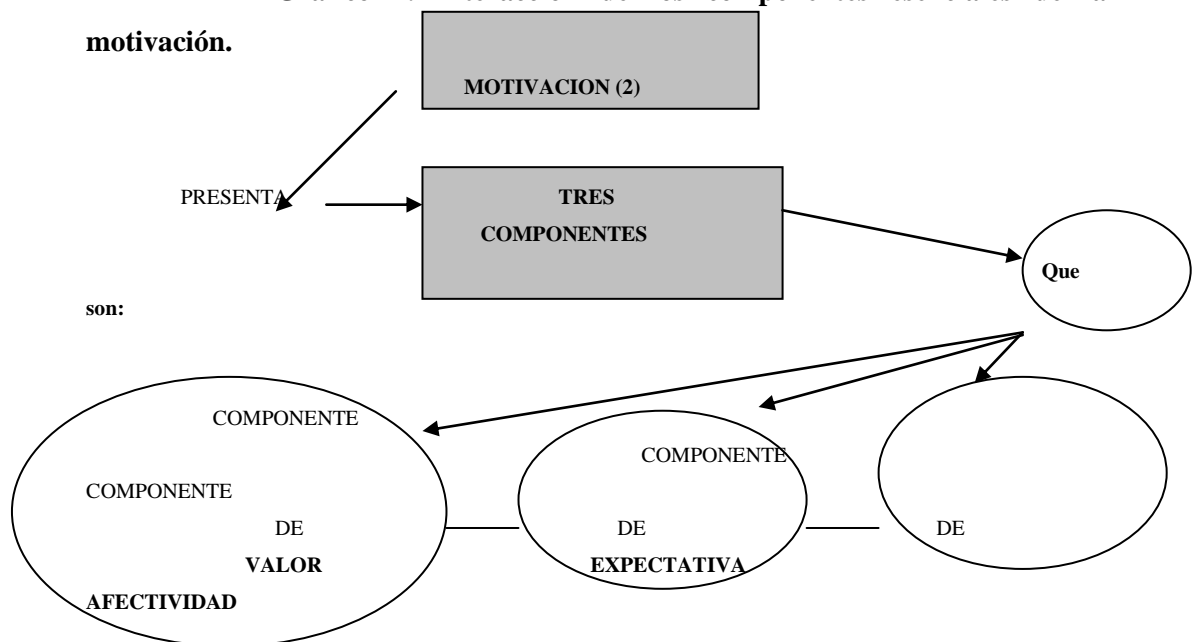 motivación.
MOTIVACION (2)
PRESENTA
TRES
COMPONENTES
Que
son:
COMPONENTE
COMPONENTE
COMPONENTE
DE
DE
DE
VALOR
EXPECTATIVA
AFECTIVIDAD